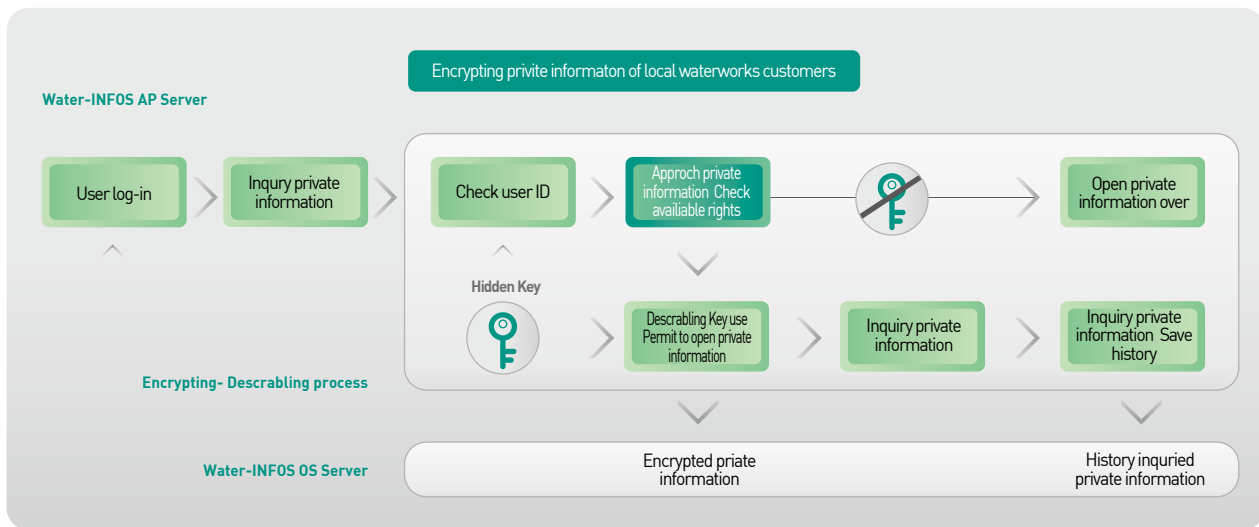 Encrypting privite informaton of local waterworks customers
Water-INFOS AP Server
User log-in
Inqury private
information
Check user ID
Approch private
information Check
availiable rights
Open private
information over
Hidden Key
Descrabling Key use
Permit to open private
information
Inquiry private
information
Inquiry private
information Save
history
Encrypting- Descrabling process
Water-INFOS OS Server
Encrypted priate
information
History inquried
private information